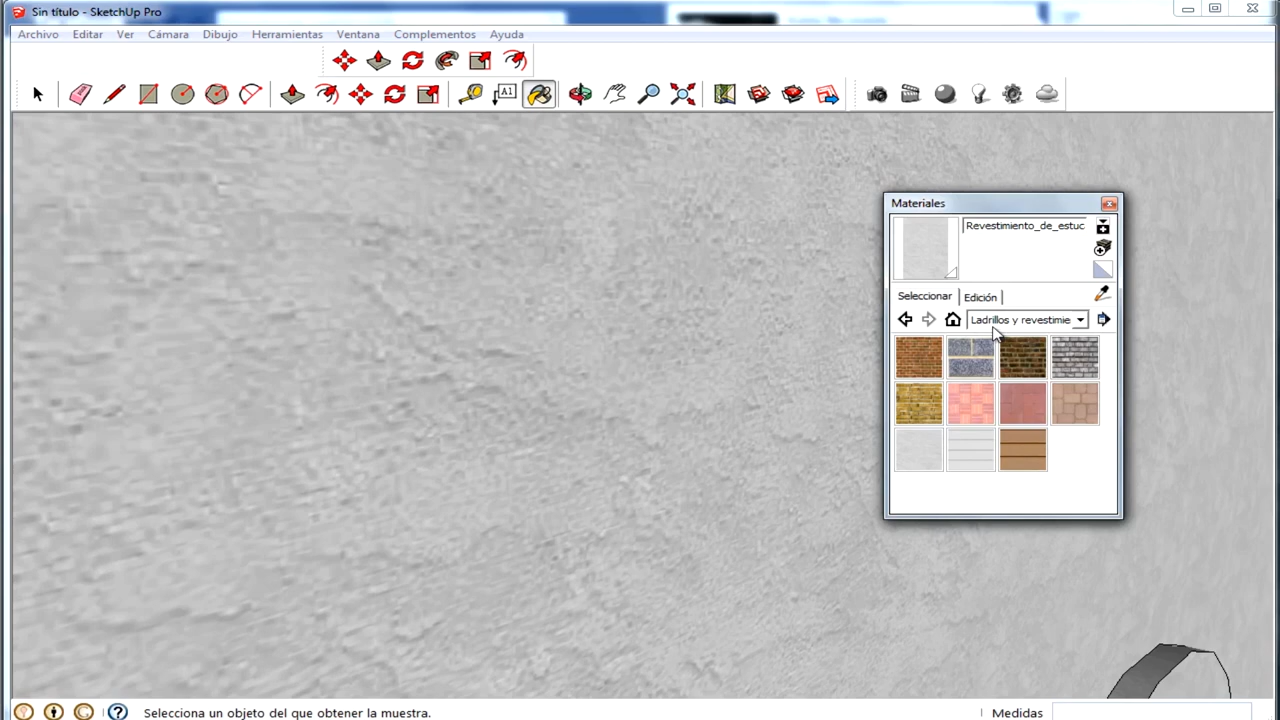 Sin título - SketchUp Pro
Archivo Editar Ver Cámara Dibujo Herramientas Ventana Complementos Ayuda
A1
Materiales
Revestimiento_de_estuc
Seleccionar Edición
Ladrillos y revestimie
Selecciona un objeto del que obtener la muestra.
Medidas